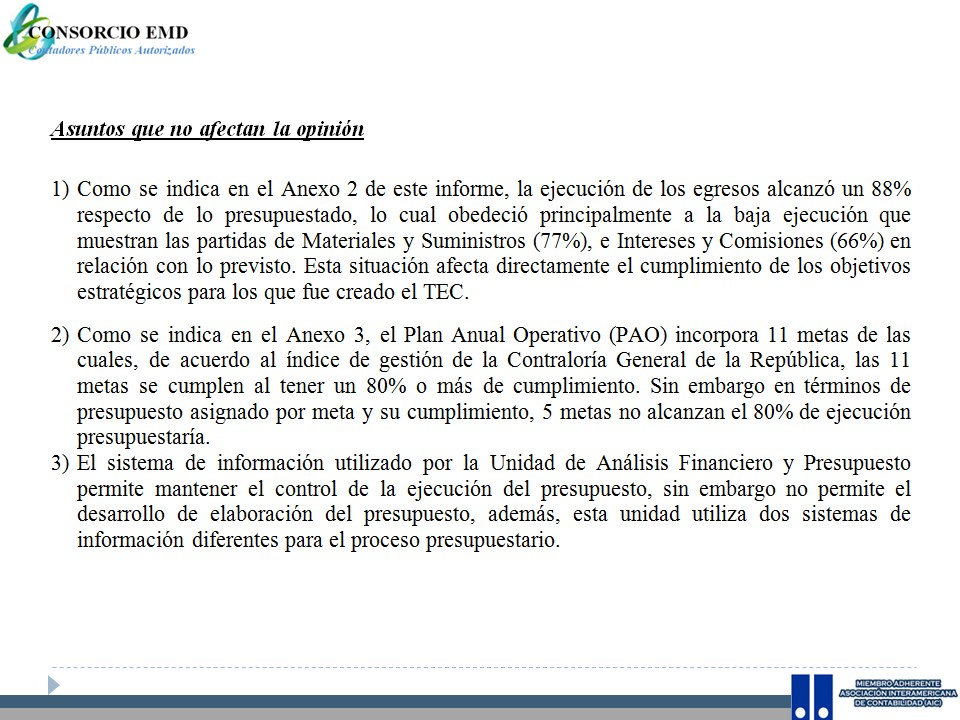 CONSORCIO EMD
Contadores Públicos Autorizados
Asuntos que no afectan la opinión
1) Como se indica en el Anexo 2 de este informe, la ejecución de los egresos alcanzó un 88%
respecto de lo presupuestado, lo cual obedeció principalmente a la baja ejecución que
muestran las partidas de Materiales y Suministros (77%), e Intereses y Comisiones (66%) en
relación con lo previsto. Esta situación afecta directamente el cumplimiento de los objetivos
estratégicos para los que fue creado el TEC.
2) Como se indica en el Anexo 3, el Plan Anual Operativo (PAO) incorpora 11 metas de las
cuales, de acuerdo al índice de gestión de la Contraloría General de la República, las 11
metas se cumplen al tener un 80% o más de cumplimiento. Sin embargo en términos de
presupuesto asignado por meta y su cumplimiento, 5 metas no alcanzan el 80% de ejecución
presupuestaría.
3) El sistema de información utilizado por la Unidad de Análisis Financiero y Presupuesto
permite mantener el control de la ejecución del presupuesto, sin embargo no permite el
desarrollo de elaboración del presupuesto, además, esta unidad utiliza dos sistemas de
información diferentes para el proceso presupuestario.
MIEMBRO ADHERENTE
ASOCIACIÓN INTERAMERICANA
DE CONTABILIDAD (AIC)